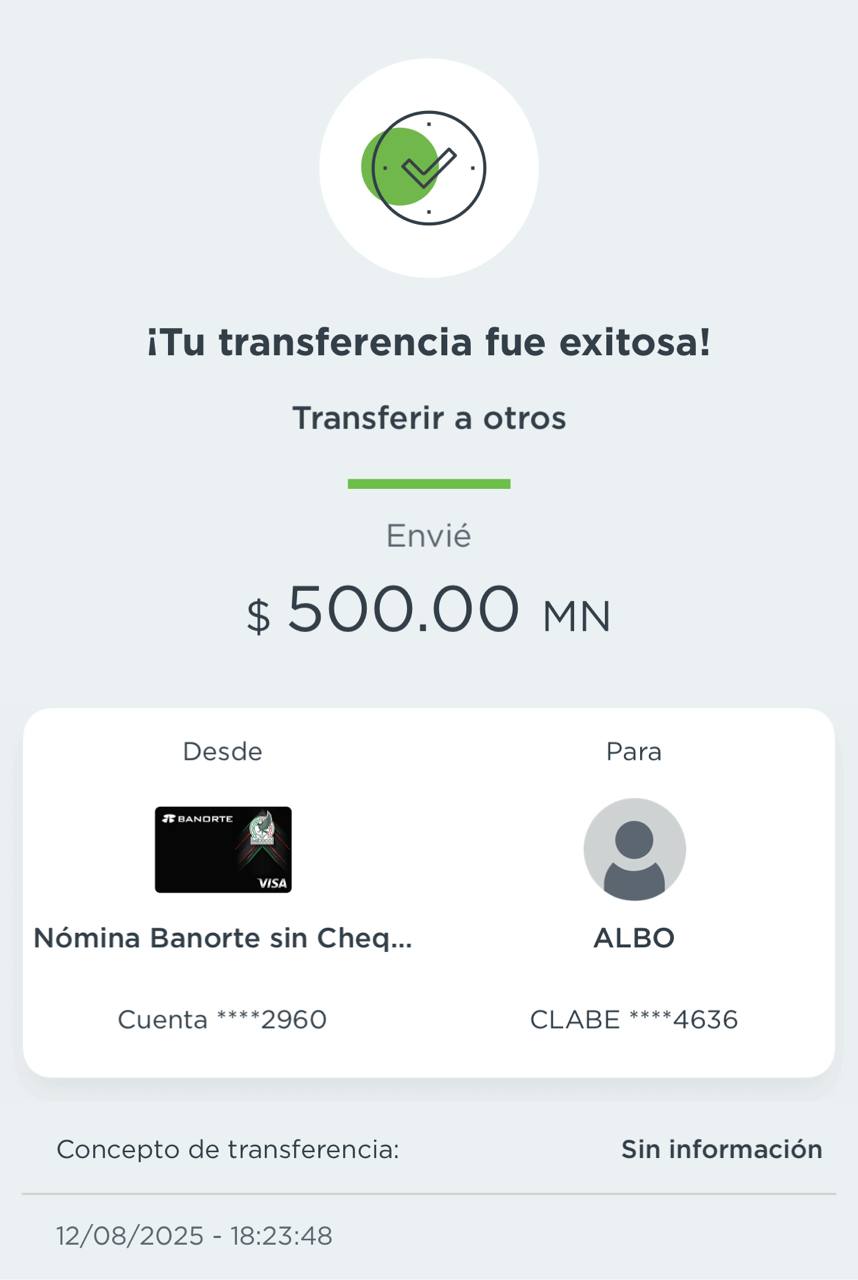 ¡Tu transferencia fue exitosa!
Transferir a otros
Envié
$ 500.00 MN
Desde
Para
BANORTE
MEXICO
VISA
Nómina Banorte sin Cheq...
ALBO
Cuenta ****2960
CLABE ****4636
Concepto de transferencia:
Sin información
12/08/2025 - 18:23:48